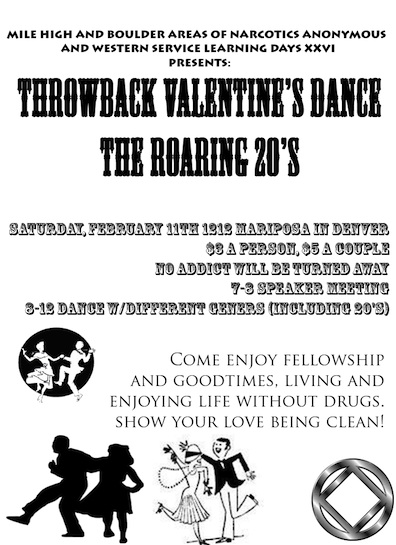 MILE HIGH AND BOULDER AREAS OF NARCOTICS ANONYMOUS
AND WESTERN SERVICE LEARNING DAYS XXVI
PRESENTS:
THROWBACK VALENTINE'S DANCE
THE ROARING 20'S
SATURDAY, FEBRUARY 11TH 1212 MARIPOSA IN DENVER
$3 A PERSON, $5 A COUPLE
NO ADDICT WILL BE TURNED AWAY
7-8 SPEAKER MEETING
8-12 DANCE W/DIFFERENT GENERS (INCLUDING 20'S)
COME ENJOY FELLOWSHIP
AND GOODTIMES, LIVING AND
ENJOYING LIFE WITHOUT DRUGS.
SHOW YOUR LOVE BEING CLEAN!